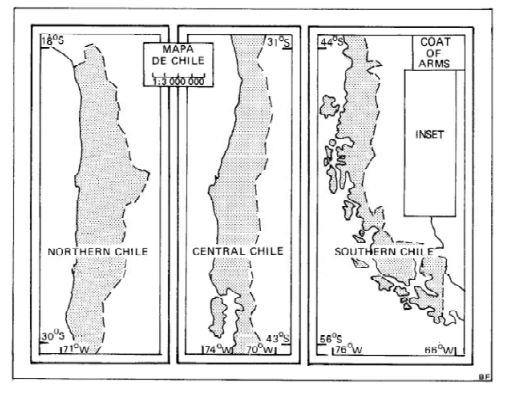 18°S
MAPA
DE CHILE
1:3 000 000
NORTHERN CHILE
30°S
71°W
31°S
CENTRAL CHILE
43°S
74°W 70°W
44°S
COAT
OF
ARMS
INSET
SOUTHERN CHILE
56°S
76°W 66°W
BF